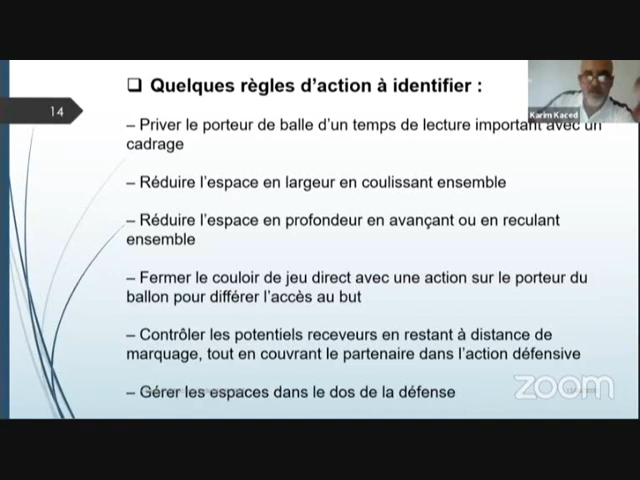 ❑ Quelques règles d'action à identifier :
14
Karim Kaced
– Priver le porteur de balle d'un temps de lecture important avec un
cadrage
– Réduire l'espace en largeur en coulissant ensemble
– Réduire l'espace en profondeur en avançant ou en reculant
ensemble
– Fermer le couloir de jeu direct avec une action sur le porteur du
ballon pour différer l'accès au but
– Contrôler les potentiels receveurs en restant à distance de
marquage, tout en couvrant le partenaire dans l'action défensive
– Gérer les espaces dans le dos de la défense
zoom